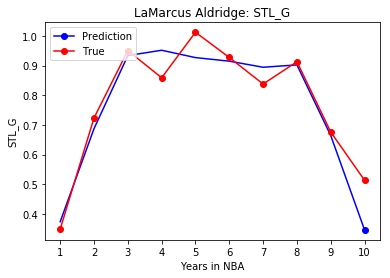 LaMarcus Aldridge: STL_G
Prediction
True
1.0
0.9
0.8
0.7
0.6
0.5
0.4
STL_G
1 2 3 4 5 6 7 8 9 10
Years in NBA